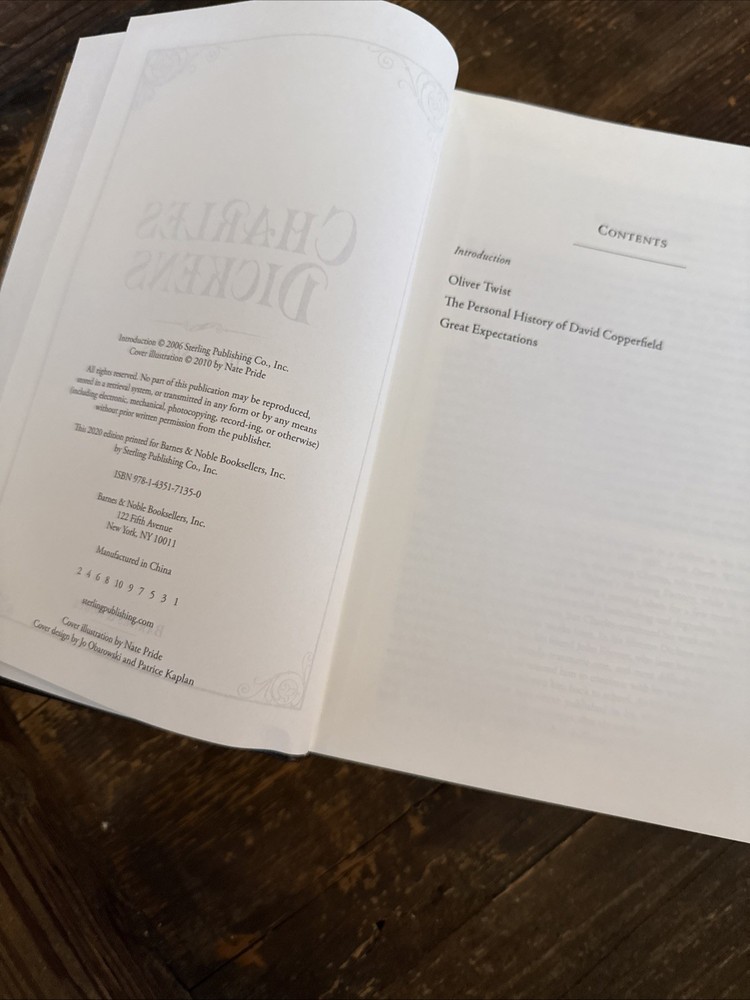 CHARLES
DICKENS
Introduction © 2006 Sterling Publishing Co., Inc.
Cover illustration © 2010 by Nate Pride
All rights reserved. No part of this publication may be reproduced,
stored in a retrieval system, or transmitted in any form or by any means
(including electronic, mechanical, photocopying, record-ing, or otherwise)
without prior written permission from the publisher.
This 2020 edition printed for Barnes & Noble Booksellers, Inc.
by Sterling Publishing Co., Inc.
ISBN 978-1-4351-7135-0
Barnes & Noble Booksellers, Inc.
122 Fifth Avenue
New York, NY 10011
Manufactured in China
2 4 6 8 10 9 7 5 3 1
sterlingpublishing.com
Cover illustration by Nate Pride
Cover design by Jo Obarowski and Patrice Kaplan
CONTENTS
Introduction
Oliver Twist
The Personal History of David Copperfield
Great Expectations